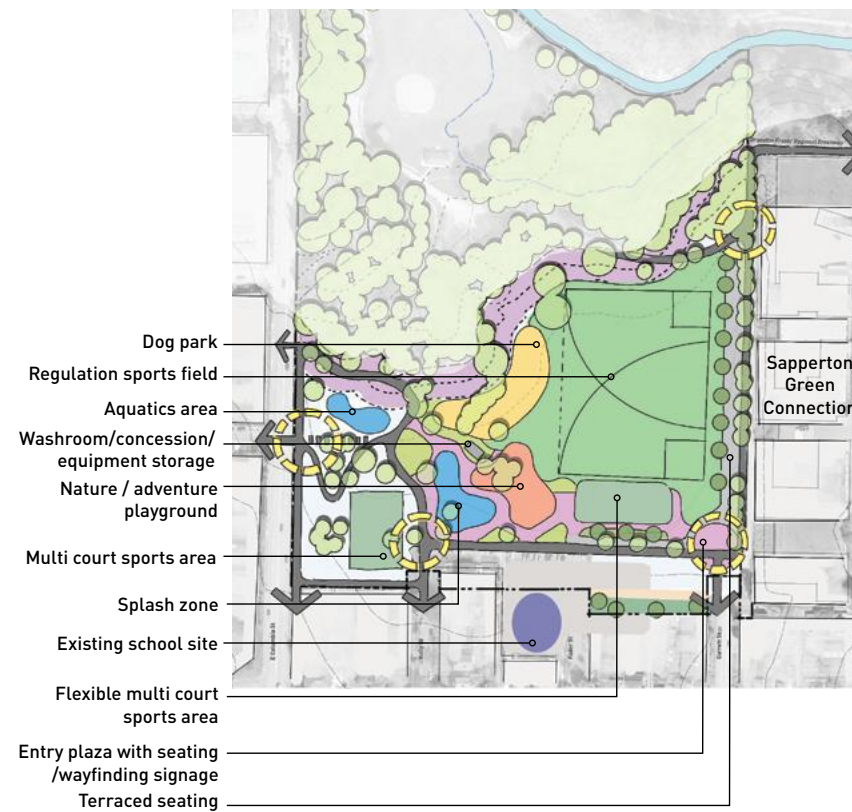 Dog park
Regulation sports field
Aquatics area
Washroom/concession/
equipment storage
Nature / adventure
playground
Multi court sports area
Splash zone
Existing school site
Flexible multi court
sports area
Entry plaza with seating
/wayfinding signage
Terraced seating
Sapperton
Green
Connection
E Columbia St